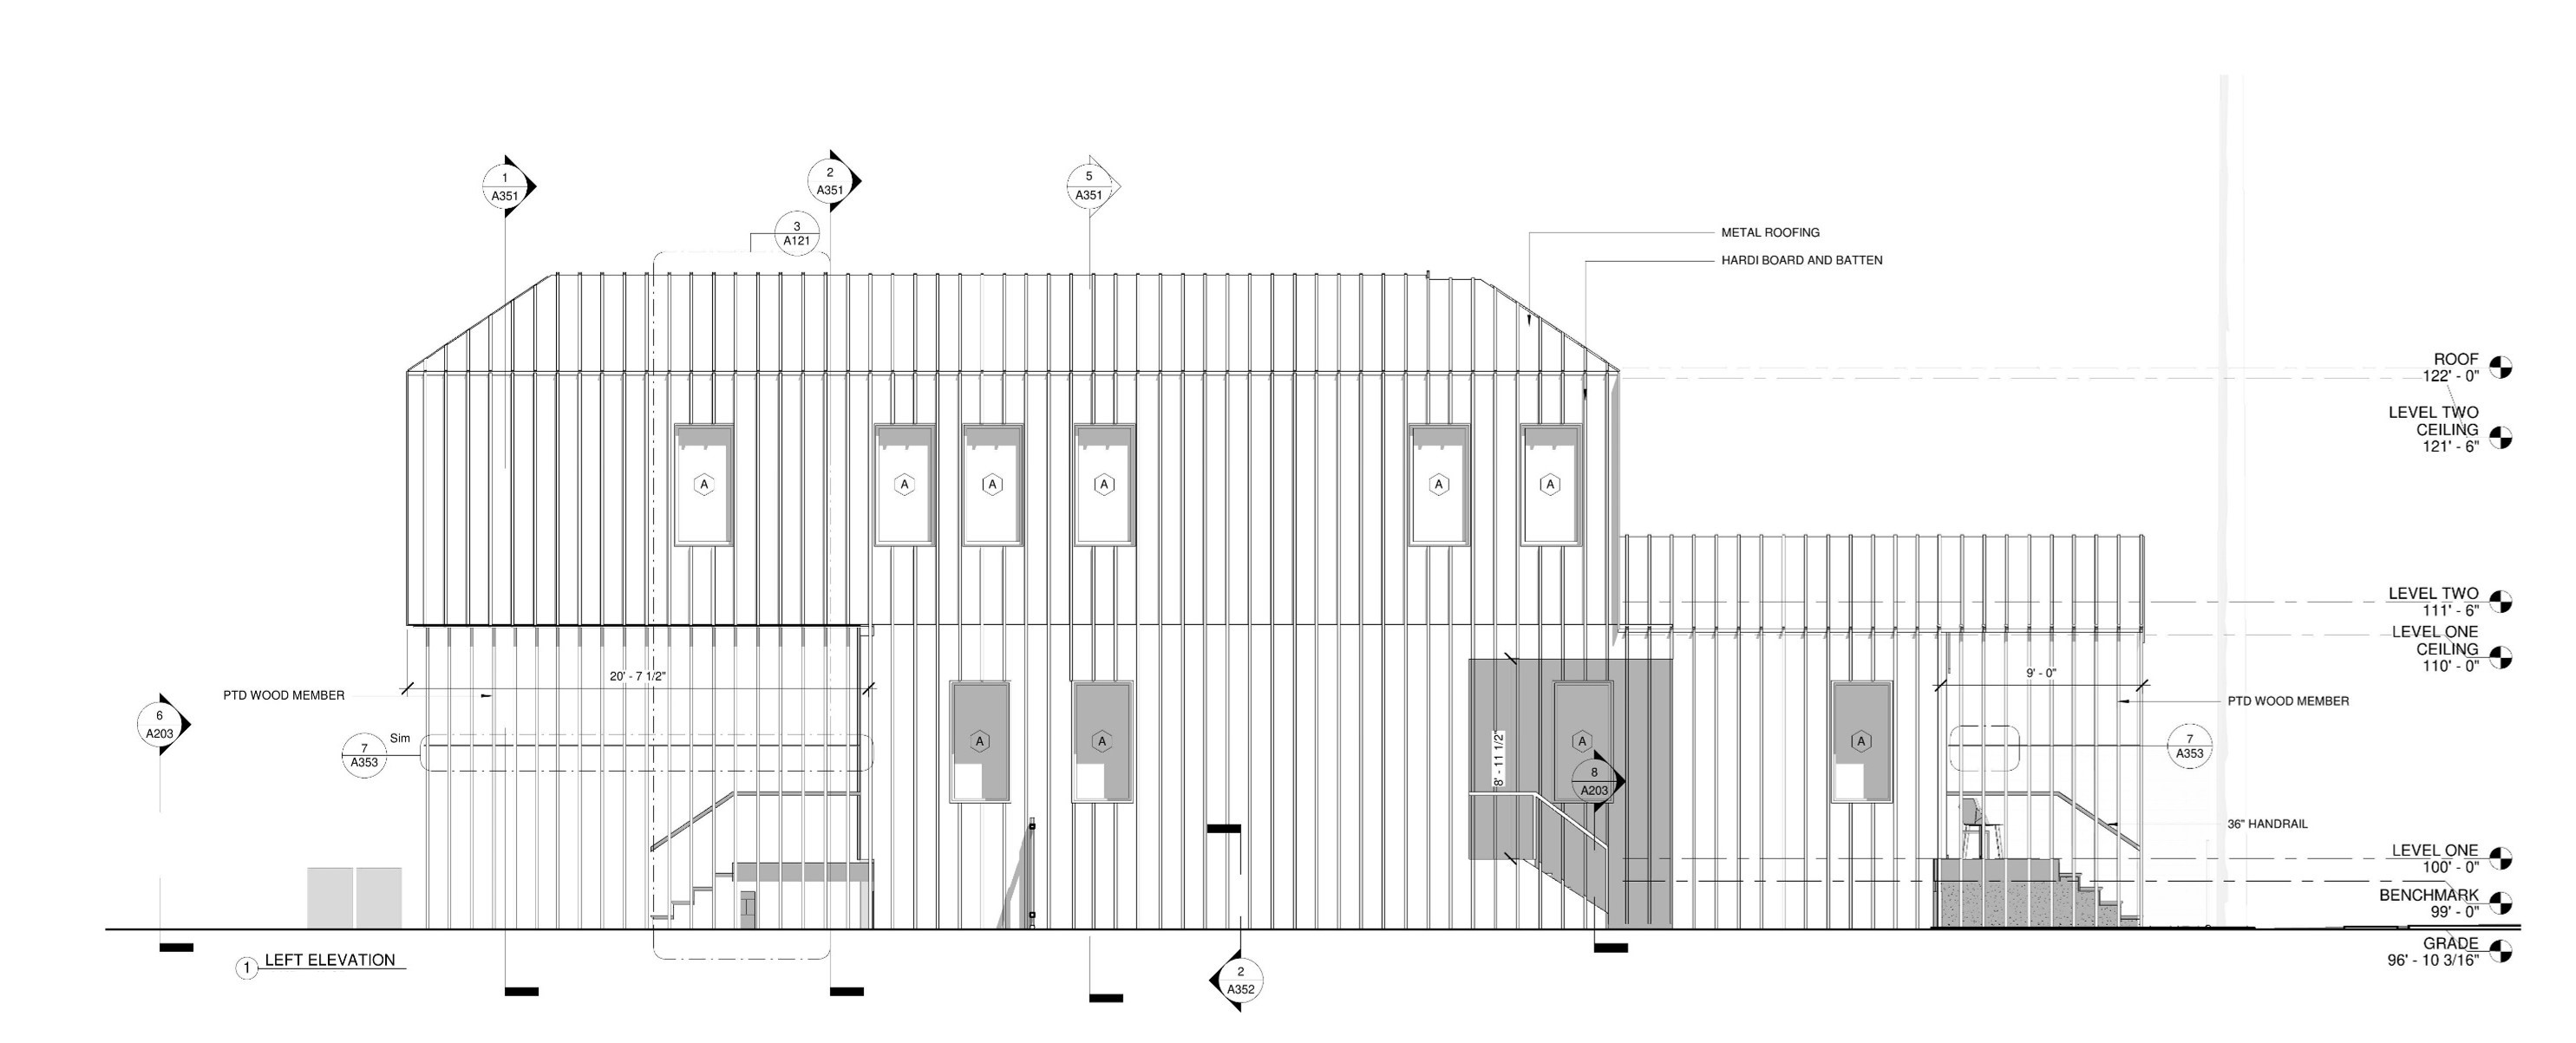 1
A351
2
A351
5
A351
3
A121
METAL ROOFING
HARDI BOARD AND BATTEN
ROOF
122' - 0"
LEVEL TWO
CEILING
121' - 6"
A
A
A
A
A
A
LEVEL TWO
111' - 6"
LEVEL ONE
CEILING
110' - 0"
20' - 7 1/2"
9' - 0"
PTD WOOD MEMBER
PTD WOOD MEMBER
6
A203
Sim
7
A353
A
A
8' - 11 1/2"
A
A
7
A353
8
A203
36" HANDRAIL
LEVEL ONE
100' - 0"
BENCHMARK
99' - 0"
GRADE
96' - 10 3/16"
1 LEFT ELEVATION
2
A352